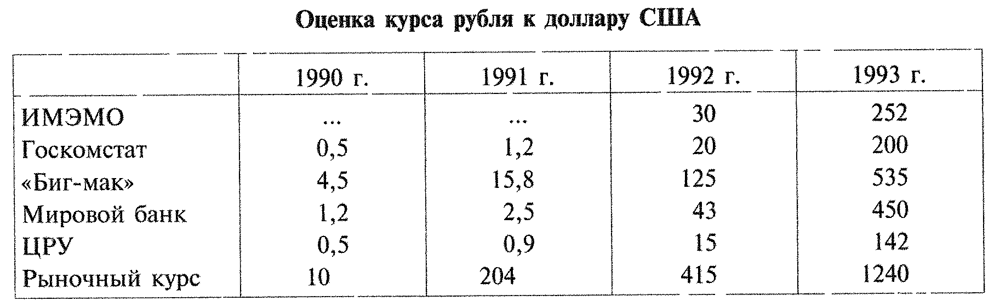 Оценка курса рубля к доллару США
1990 г. 1991 г. 1992 г. 1993 г.
ИМЭМО ... ... 30 252
Госкомстат 0,5 1,2 20 200
«Биг-мак» 4,5 15,8 125 535
Мировой банк 1,2 2,5 43 450
ЦРУ 0,5 0,9 15 142
Рыночный курс 10 204 415 1240